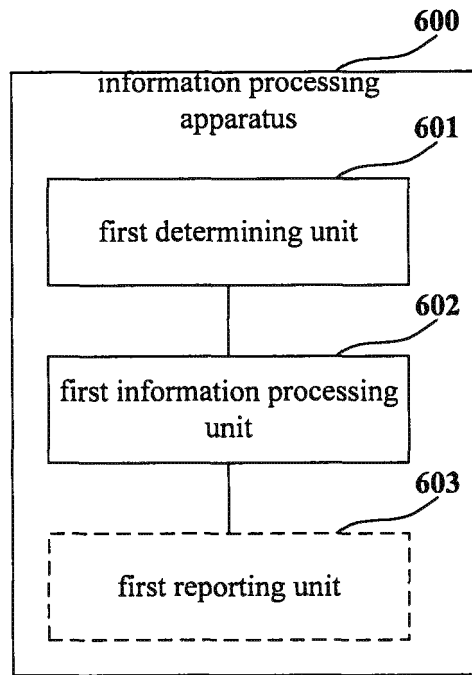 600
information processing
apparatus
601
first determining unit
602
first information processing
unit
603
first reporting unit